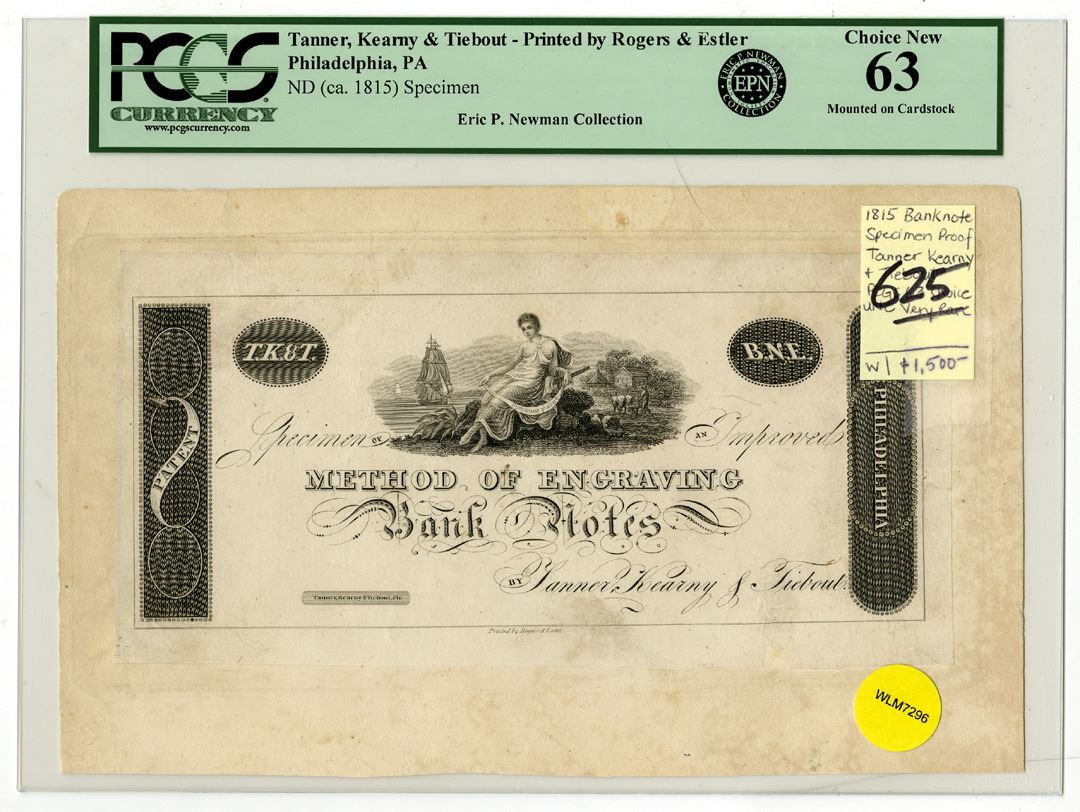 PCGS
CURRENCY
www.pcgscurrency.com
Tanner, Kearny & Tiebout - Printed by Rogers & Estler
Philadelphia, PA
ND (ca. 1815) Specimen
Eric P. Newman Collection
ERIC P. NEWMAN
EPN
COLLECTION
Choice New
63
Mounted on Cardstock
1815 Banknote
Specimen Proof
Tanner Kearny
+
625
Very Rare
w/ $1,500-
TK&T.
B.N.E.
PATENT
PHILADELPHIA
Specimen OF AN Improved
METHOD OF ENGRAVING
Bank Notes
BY Tanner, Kearny & Tiebout.
Tanner, Kearny & Tiebout,
Printed by Rogers & Estler
WLM7296